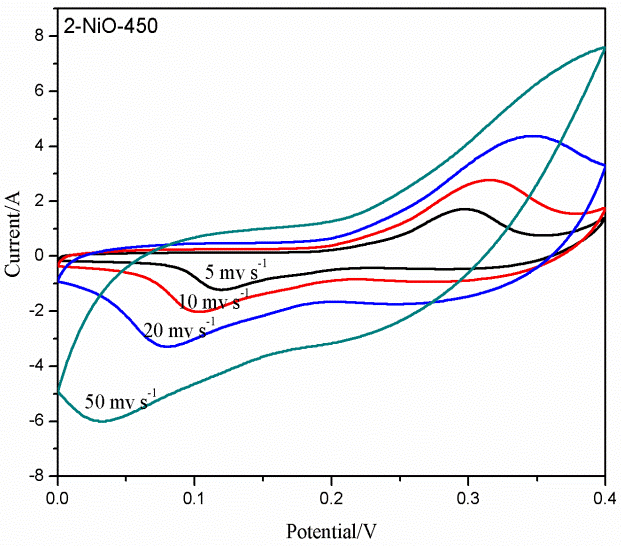 2-NiO-450
8
6
4
2
0
-2
-4
-6
-8
Current/A
5 mv s-1
10 mv s-1
20 mv s-1
50 mv s-1
0.0 0.1 0.2 0.3 0.4
Potential/V